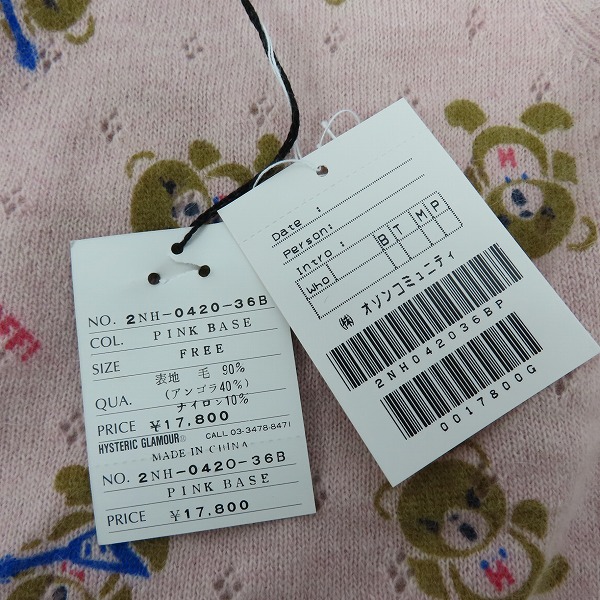 NO. 2NH-0420-36B
COL. PINK BASE
SIZE FREE
表地 毛 90%
QUA. (アンゴラ40%)
ナイロン10%
PRICE ¥17,800
HYSTERIC GLAMOUR® CALL 03-3478-8471
MADE IN CHINA
NO. 2NH-0420-36B
PINK BASE
PRICE ¥17,800
Date :
Person:
Intro :
Who B T M P
㈱ オゾンコミュニティ
2NH042036BP
0017800G
H
H